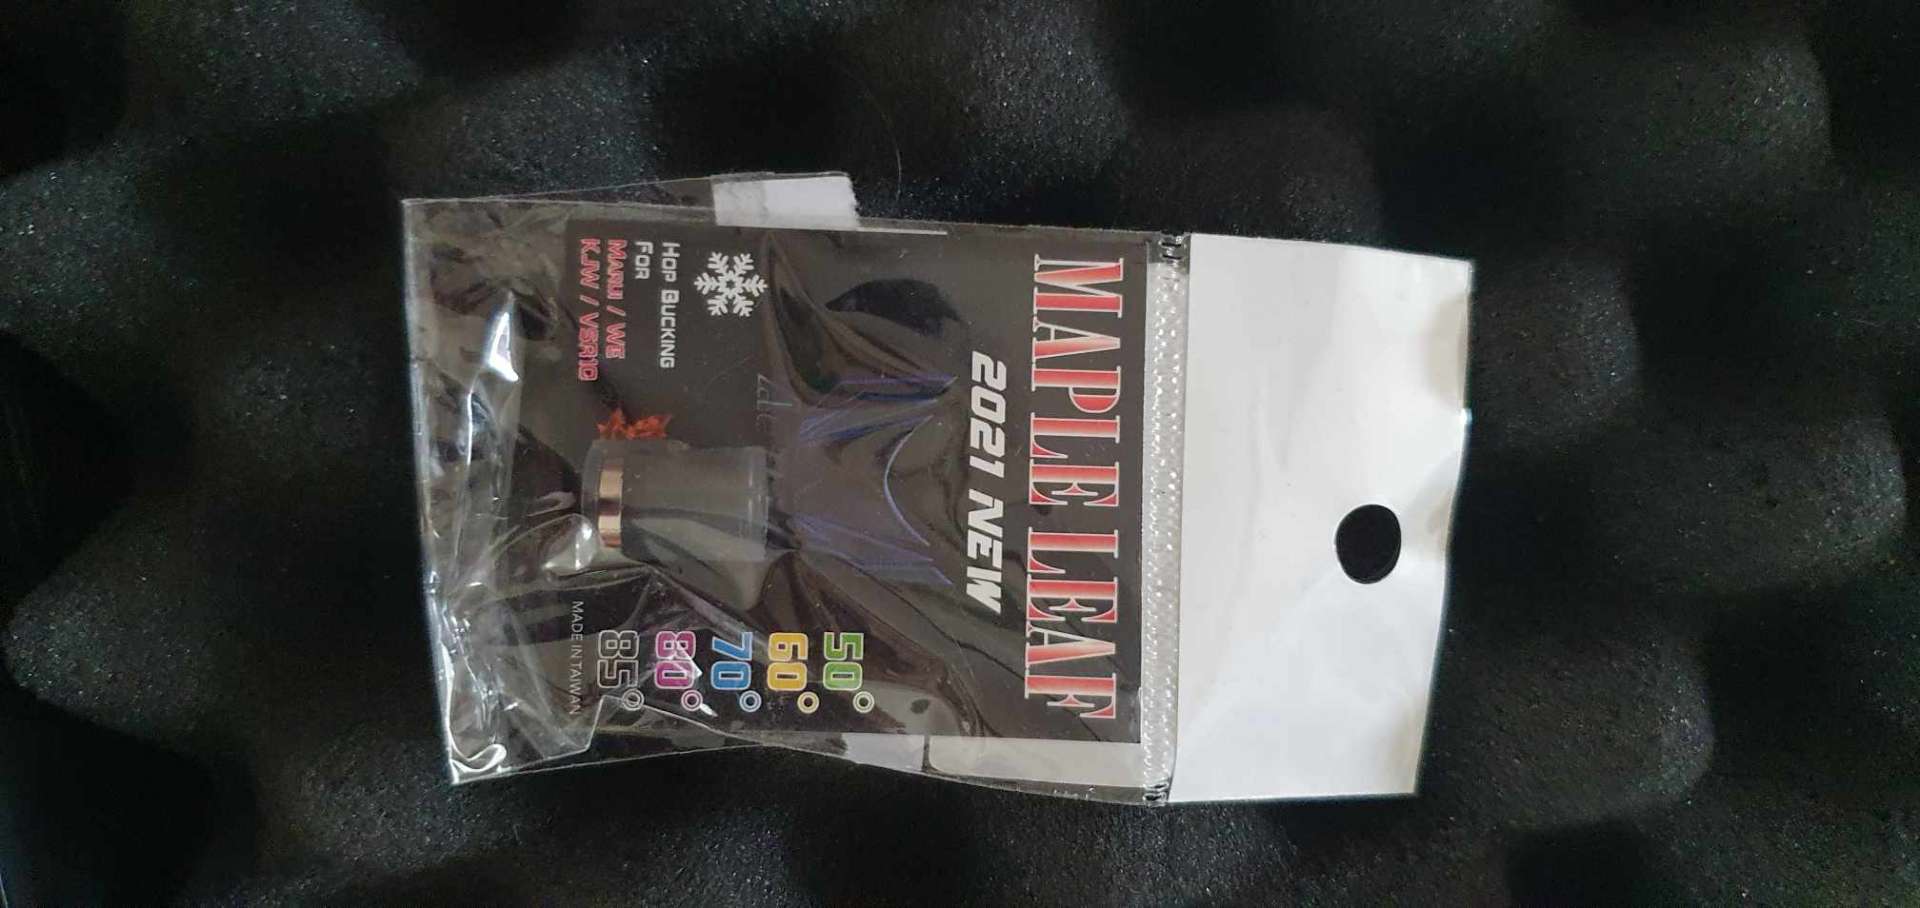 MAPLE LEAF
2021 NEW
HOP BUCKING
FOR
MARUI / WE
KJW / VSR10
50°
60°
70°
80°
85°
MADE IN TAIWAN